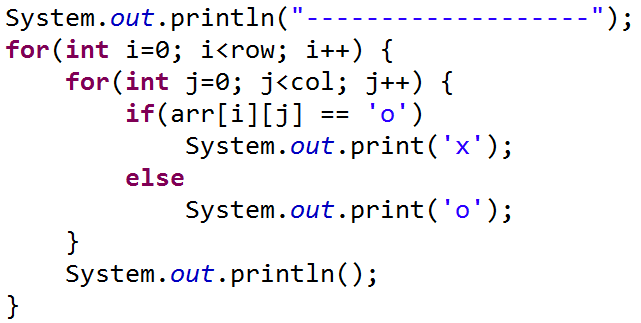 System.out.println("-------------------");
for(int i=0; i<row; i++) {
    for(int j=0; j<col; j++) {
        if(arr[i][j] == 'o')
            System.out.print('x');
        else
            System.out.print('o');
    }
    System.out.println();
}